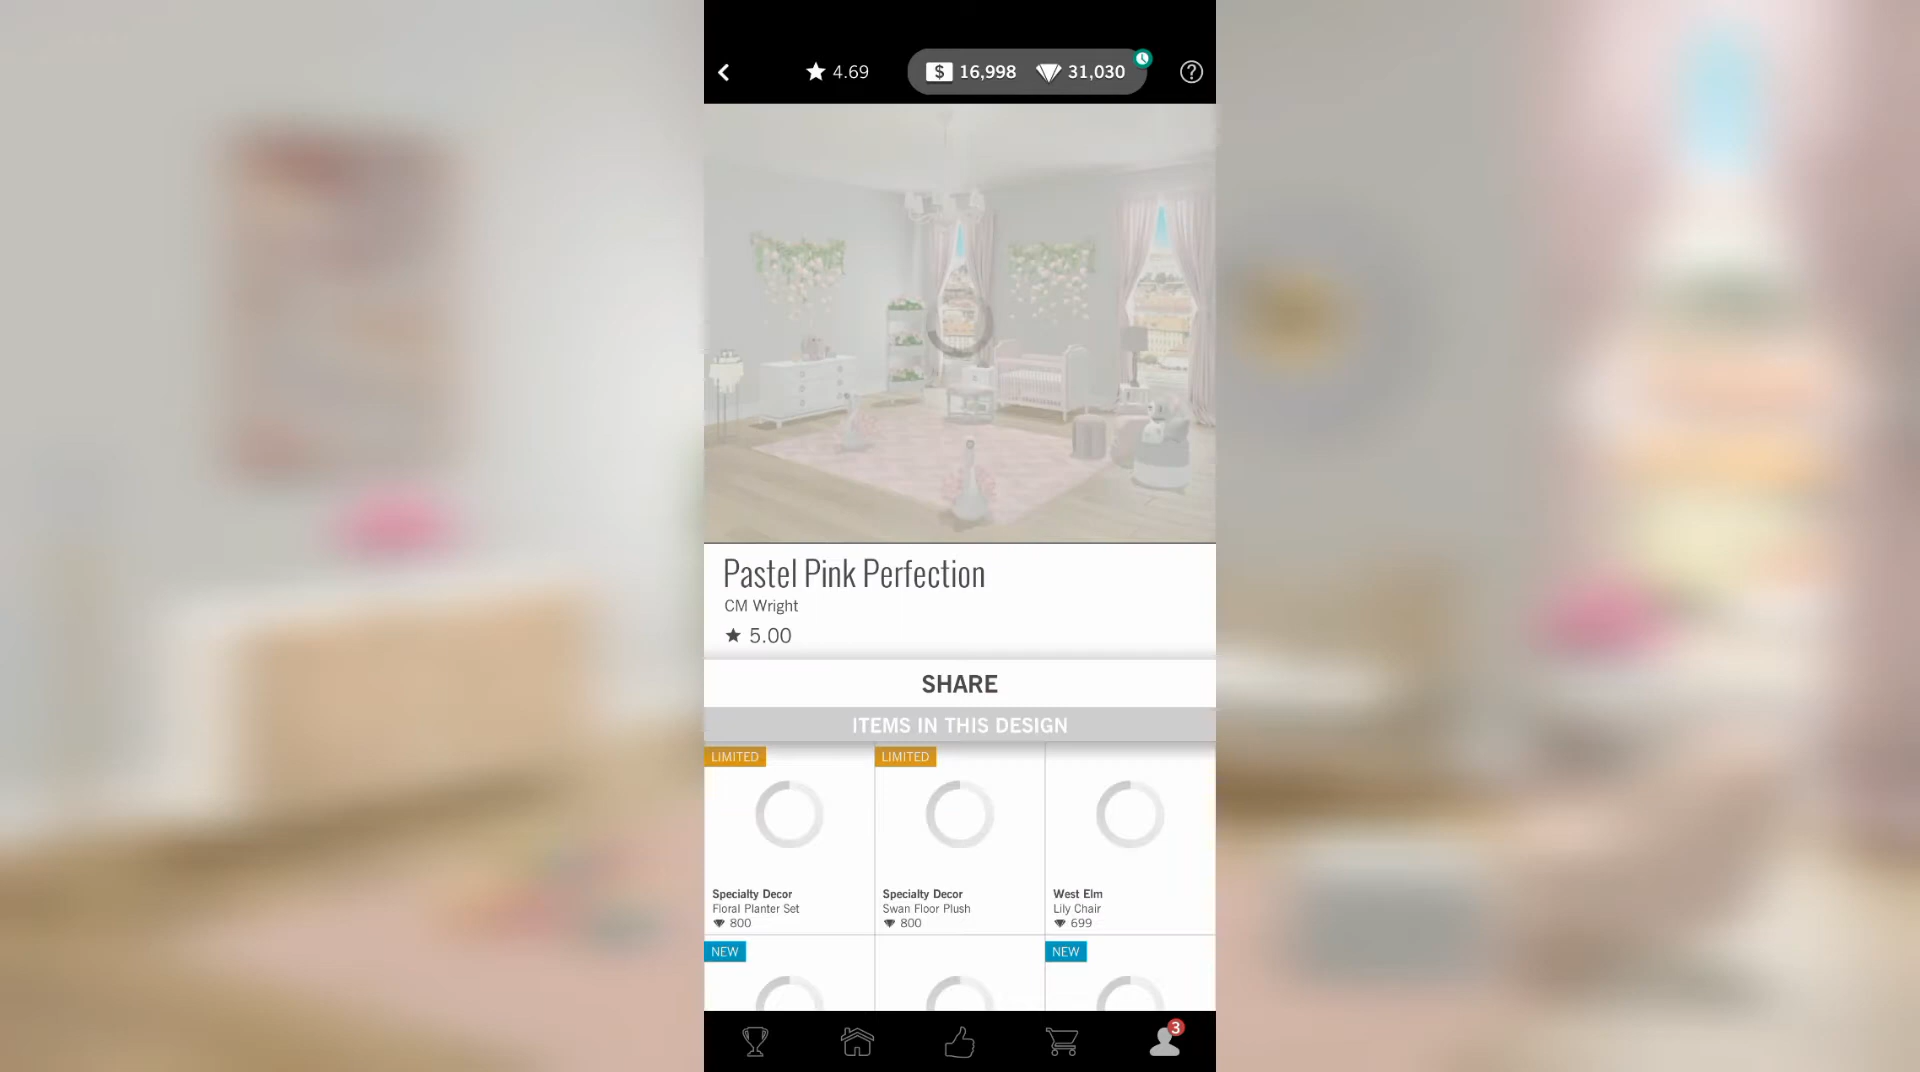 4.69
$ 16,998
31,030
?
Pastel Pink Perfection
CM Wright
5.00
SHARE
ITEMS IN THIS DESIGN
LIMITED
Specialty Decor
Floral Planter Set
800
LIMITED
Specialty Decor
Swan Floor Plush
800
West Elm
Lily Chair
699
NEW
NEW
3